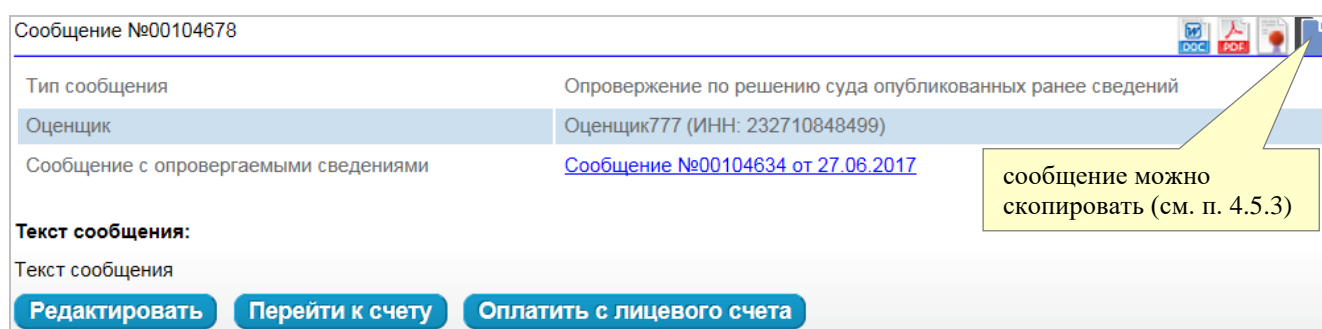 Сообщение №00104678
DOC PDF
Тип сообщения Опровержение по решению суда опубликованных ранее сведений
Оценщик Оценщик777 (ИНН: 232710848499)
Сообщение с опровергаемыми сведениями Сообщение №00104634 от 27.06.2017
сообщение можно
скопировать (см. п. 4.5.3)
Текст сообщения:
Текст сообщения
Редактировать Перейти к счету Оплатить с лицевого счета